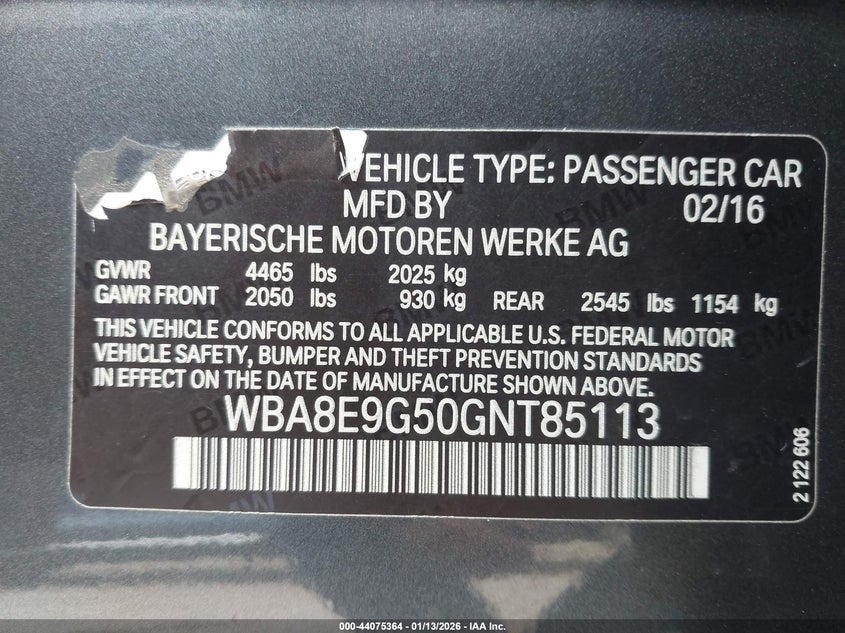 VEHICLE TYPE: PASSENGER CAR
MFD BY 02/16
BAYERISCHE MOTOREN WERKE AG
GVWR 4465 lbs 2025 kg
GAWR FRONT 2050 lbs 930 kg REAR 2545 lbs 1154 kg
THIS VEHICLE CONFORMS TO ALL APPLICABLE U.S. FEDERAL MOTOR
VEHICLE SAFETY, BUMPER AND THEFT PREVENTION STANDARDS
IN EFFECT ON THE DATE OF MANUFACTURE SHOWN ABOVE.
WBA8E9G50GNT85113
2 122 606
000-44075364 - 01/13/2026 - IAA Inc.